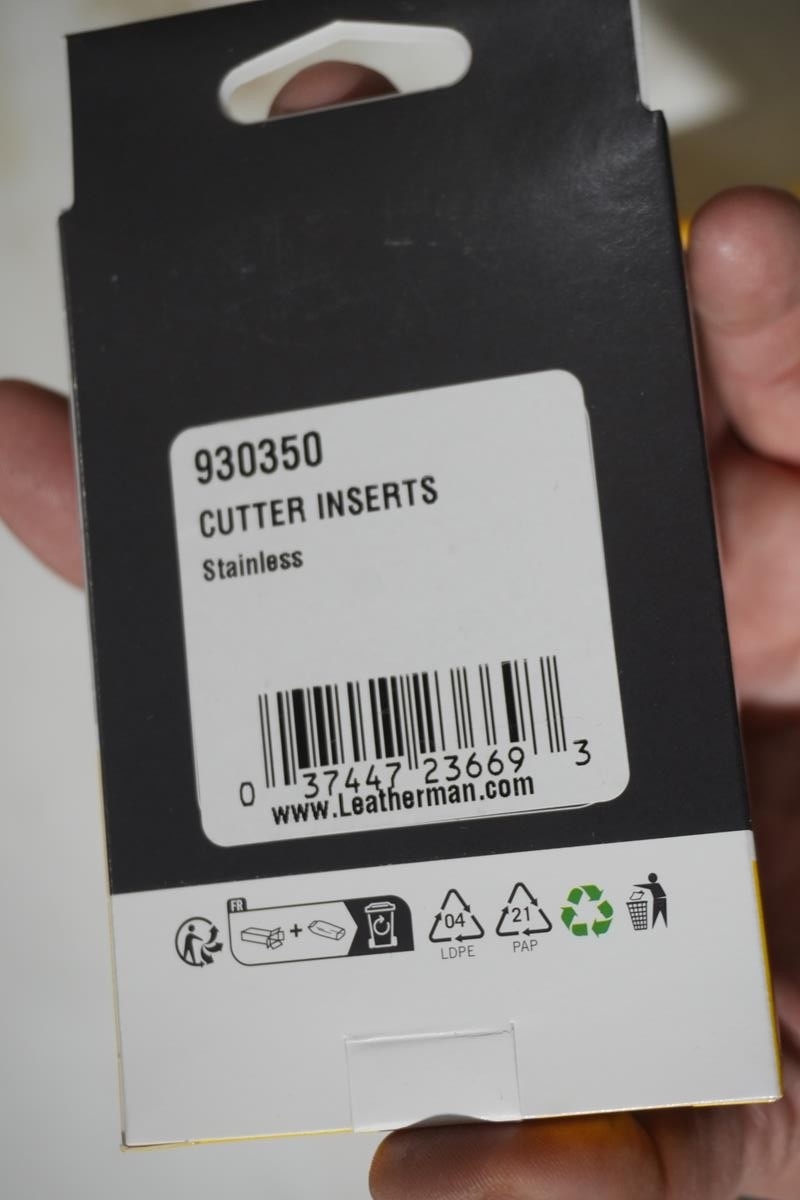 930350
CUTTER INSERTS
Stainless
0 37447 23669 3
www.Leatherman.com
FR
+
04
LDPE
21
PAP